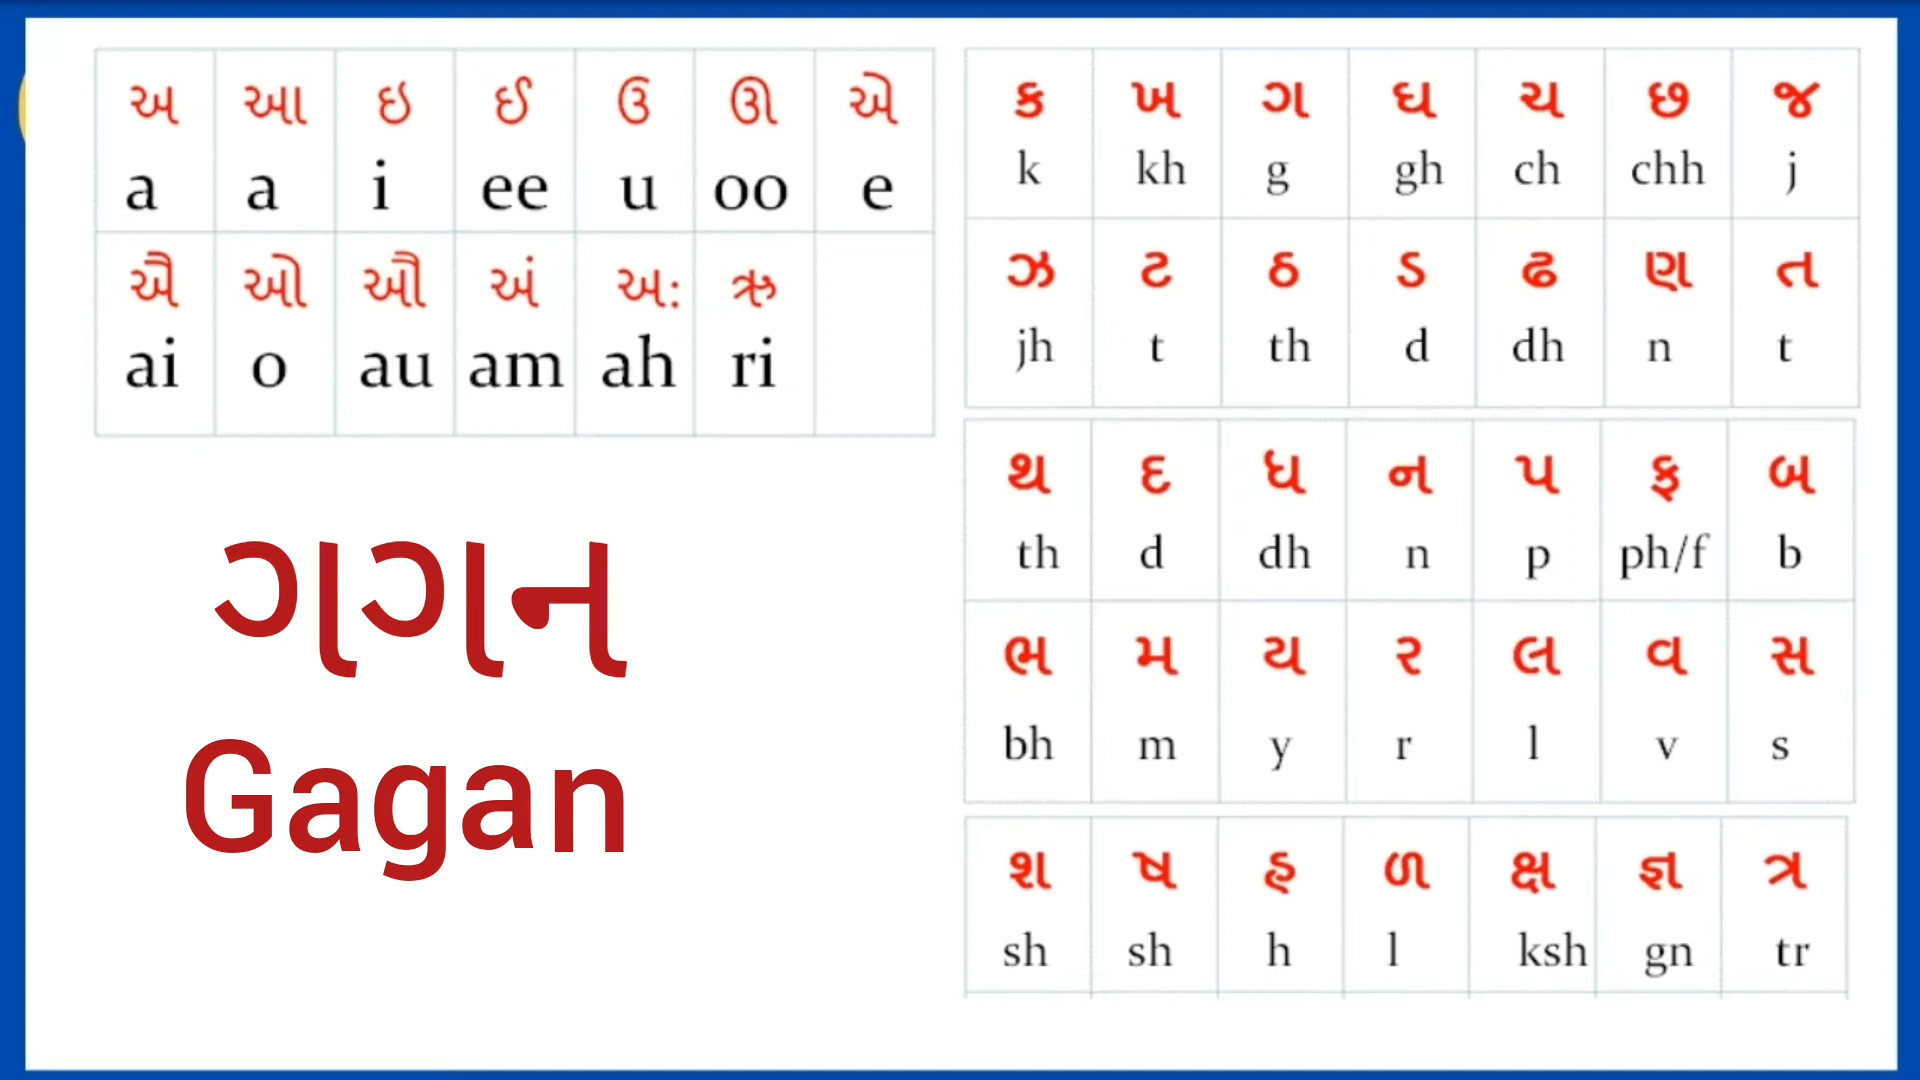 અ આ ઇ ઈ ઉ ઊ એ
a a i ee u oo e
ઐ ઓ ઔ અં અઃ ઋ
ai o au am ah ri
ગ્‌ગ્‌ન્
Gagan
ક ખ ગ ઘ ચ છ જ
k kh g gh ch chh j
ઝ ટ ઠ ડ ઢ ણ ત
jh t th d dh n t
થ દ ધ ન પ ફ બ
th d dh n p ph/f b
ભ મ ય ર લ વ સ
bh m y r l v s
શ ષ હ ળ ક્ષ જ્ઞ ત્ર
sh sh h l ksh gn tr